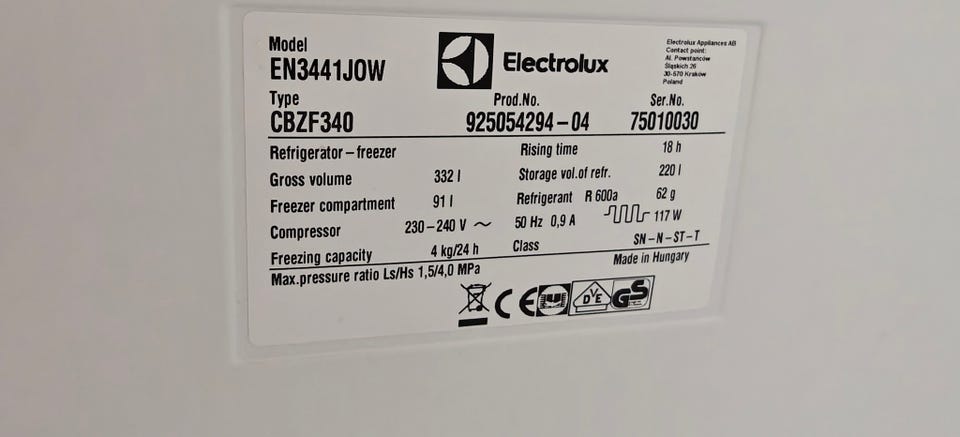 Model
EN3441JOW
Electrolux
Electrolux Appliances AB
Contact point:
Al. Powstańców
Śląskich 26
30-570 Kraków
Poland
Type
CBZF340
Prod.No.
925054294-04
Ser.No.
75010030
Refrigerator-freezer
Rising time 18 h
Gross volume 332 l
Storage vol.of refr. 220 l
Freezer compartment 91 l
Refrigerant R 600a 62 g
Compressor 230-240 V ~ 50 Hz 0,9 A 117 W
Freezing capacity 4 kg/24 h
Class SN-N-ST-T
Max.pressure ratio Ls/Hs 1,5/4,0 MPa
Made in Hungary
CE
DVE
GS